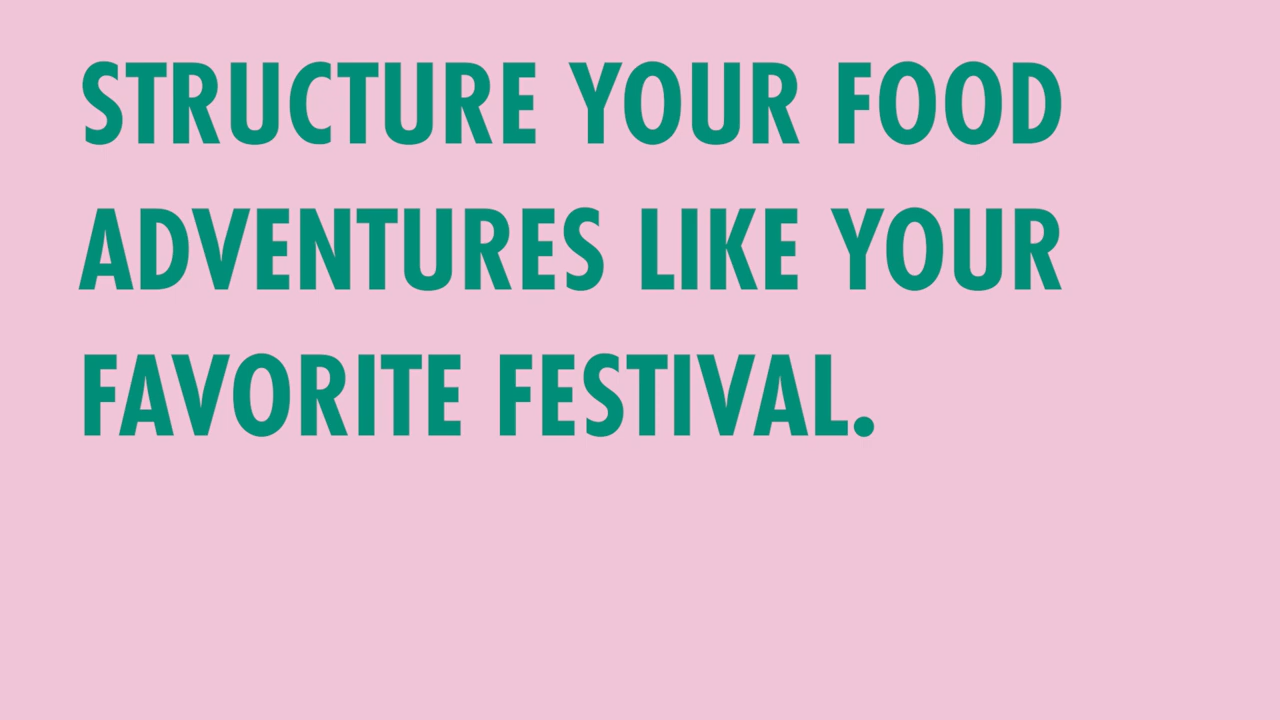 STRUCTURE YOUR FOOD
ADVENTURES LIKE YOUR
FAVORITE FESTIVAL.